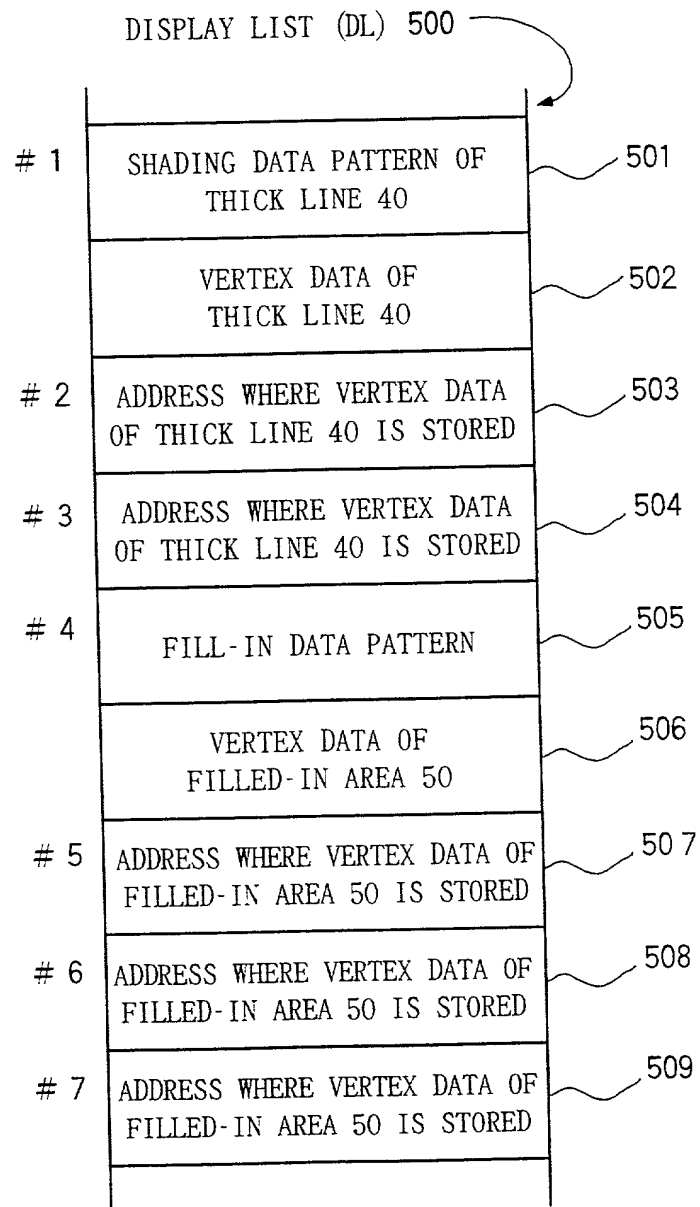 DISPLAY LIST (DL) 500
# 1
SHADING DATA PATTERN OF
THICK LINE 40
501
VERTEX DATA OF
THICK LINE 40
502
# 2
ADDRESS WHERE VERTEX DATA
OF THICK LINE 40 IS STORED
503
# 3
ADDRESS WHERE VERTEX DATA
OF THICK LINE 40 IS STORED
504
# 4
FILL-IN DATA PATTERN
505
VERTEX DATA OF
FILLED-IN AREA 50
506
# 5
ADDRESS WHERE VERTEX DATA OF
FILLED-IN AREA 50 IS STORED
507
# 6
ADDRESS WHERE VERTEX DATA OF
FILLED-IN AREA 50 IS STORED
508
# 7
ADDRESS WHERE VERTEX DATA OF
FILLED-IN AREA 50 IS STORED
509